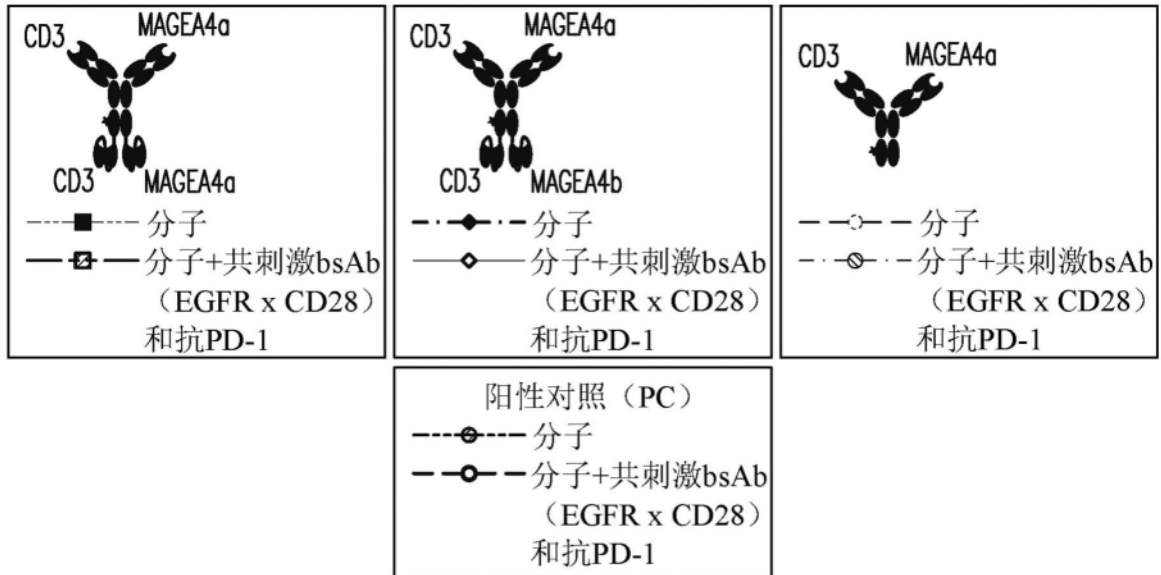 CD3 MAGEA4a
CD3 MAGEA4a
分子
分子+共刺激bsAb
（EGFR x CD28）
和抗PD-1
CD3 MAGEA4a
CD3 MAGEA4b
分子
分子+共刺激bsAb
（EGFR x CD28）
和抗PD-1
CD3 MAGEA4a
分子
分子+共刺激bsAb
（EGFR x CD28）
和抗PD-1
阳性对照（PC）
分子
分子+共刺激bsAb
（EGFR x CD28）
和抗PD-1